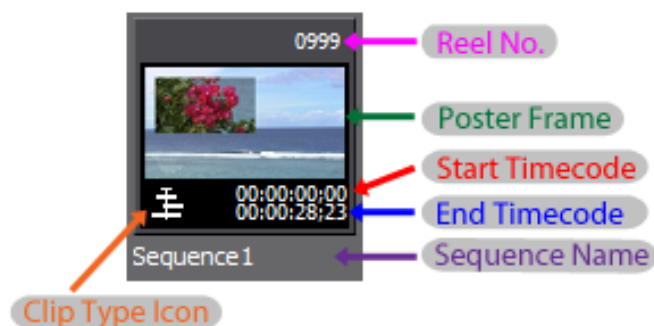 0999 Reel No.
Poster Frame
00:00:00;00 Start Timecode
00:00:28;23 End Timecode
Sequence1 Sequence Name
Clip Type Icon